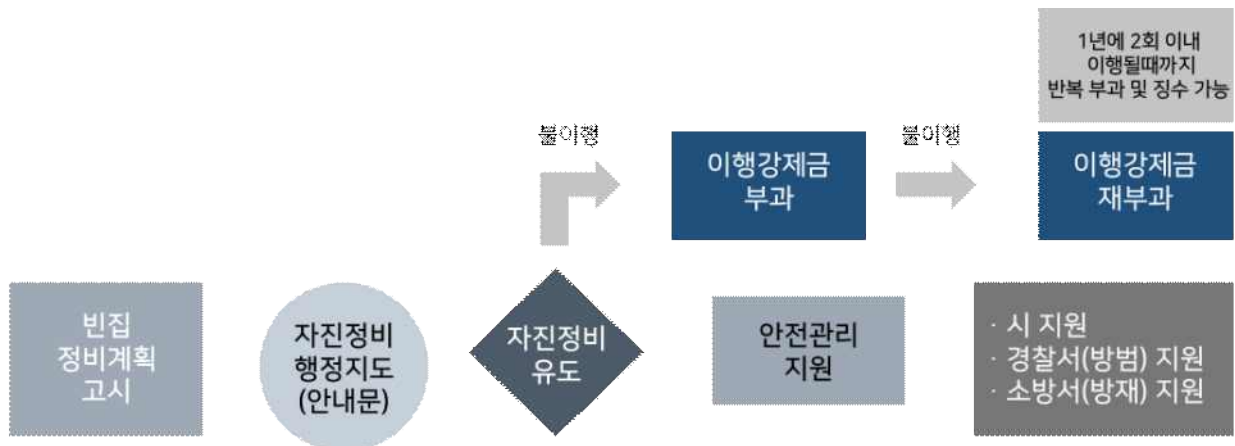 1년에 2회 이내
이행될때까지
반복 부과 및 징수 가능
불이행
이행강제금
부과
불이행
이행강제금
재부과
빈집
정비계획
고시
자진정비
행정지도
(안내문)
자진정비
유도
안전관리
지원
· 시 지원
· 경찰서(방범) 지원
· 소방서(방재) 지원